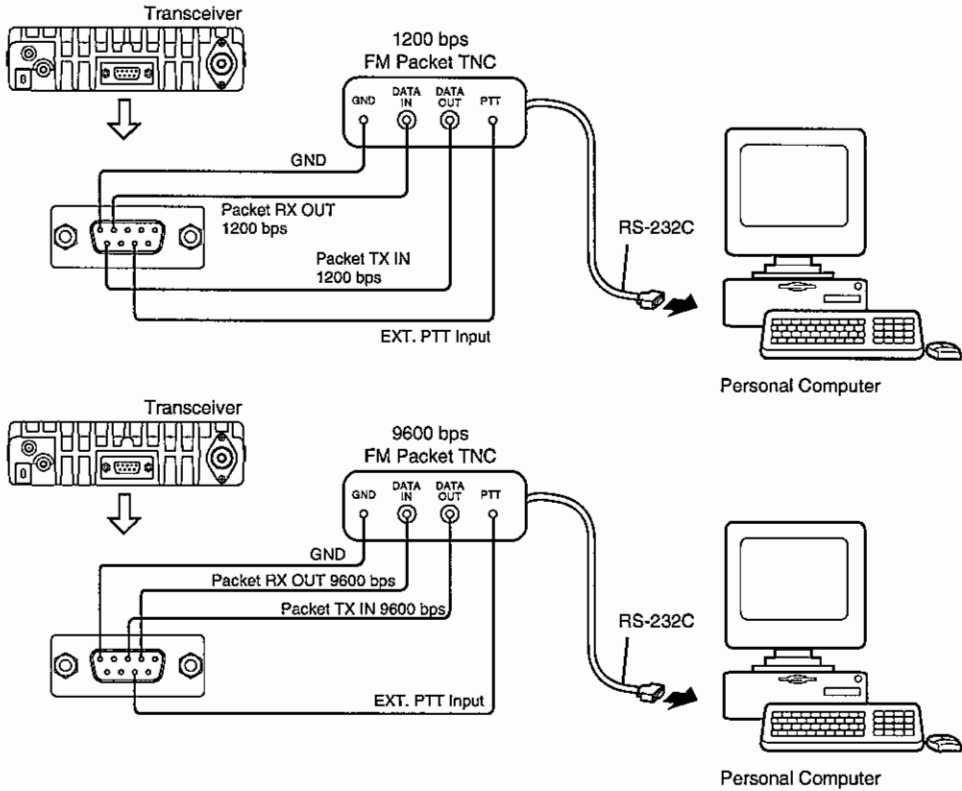 Transceiver
1200 bps
FM Packet TNC
GND
DATA
IN
DATA
OUT
PTT
GND
Packet RX OUT
1200 bps
Packet TX IN
1200 bps
EXT. PTT Input
RS-232C
Personal Computer
Transceiver
9600 bps
FM Packet TNC
GND
DATA
IN
DATA
OUT
PTT
GND
Packet RX OUT 9600 bps
Packet TX IN 9600 bps
EXT. PTT Input
RS-232C
Personal Computer